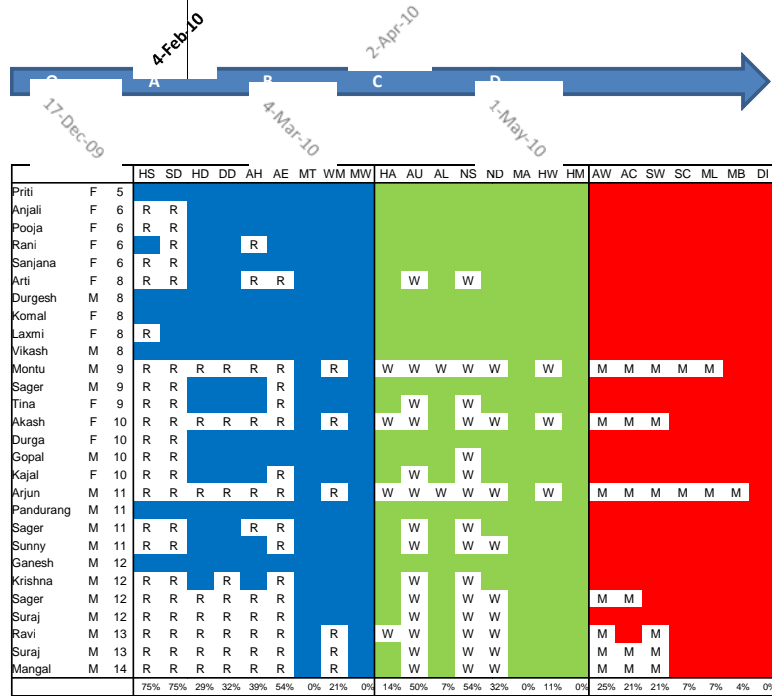 4-Feb-10 2-Apr-10
A B C D
17-Dec-09 4-Mar-10 1-May-10
HS SD HD DD AH AE MT WM MW HA AU AL NS ND MA HW HM AW AC SW SC ML MB DI
Priti F 5
Anjali F 6 R R
Pooja F 6 R R
Rani F 6 R R
Sanjana F 6 R R
Arti F 8 R R R R W W
Durgesh M 8
Komal F 8
Laxmi F 8 R
Vikash M 8
Montu M 9 R R R R R R R W W W W W W M M M M M
Sager M 9 R R R
Tina F 9 R R R W W
Akash F 10 R R R R R R R W W W W W M M M
Durga F 10 R R
Gopal M 10 R R W
Kajal F 10 R R R W W
Arjun M 11 R R R R R R R W W W W W W M M M M M M
Pandurang M 11
Sager M 11 R R R R W W
Sunny M 11 R R R W W W
Ganesh M 12
Krishna M 12 R R R R W W
Sager M 12 R R R R R R W W W M M
Suraj M 12 R R R R R R W W W
Ravi M 13 R R R R R R R W W W W M M
Suraj M 13 R R R R R R R W W W M M M
Mangal M 14 R R R R R R R W W W M M M
75% 75% 29% 32% 39% 54% 0% 21% 0% 14% 50% 7% 54% 32% 0% 11% 0% 25% 21% 21% 7% 7% 4% 0%